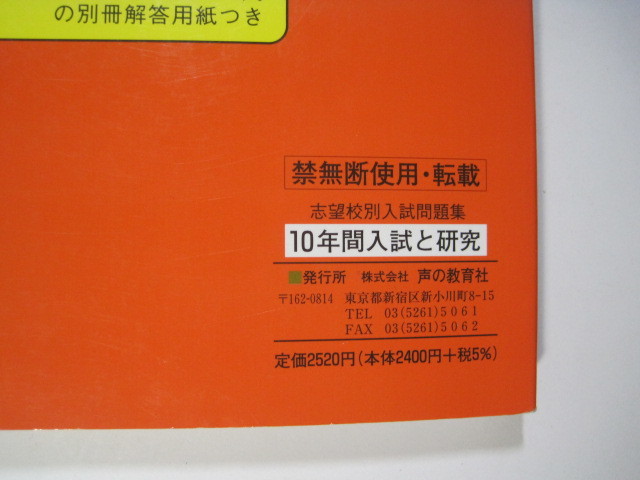 の別冊解答用紙つき
禁無断使用・転載
志望校別入試問題集
10年間入試と研究
■発行所 株式会社 声の教育社
〒162-0814 東京都新宿区新小川町8-15
TEL 03(5261)5061
FAX 03(5261)5062
定価2520円(本体2400円+税5%)